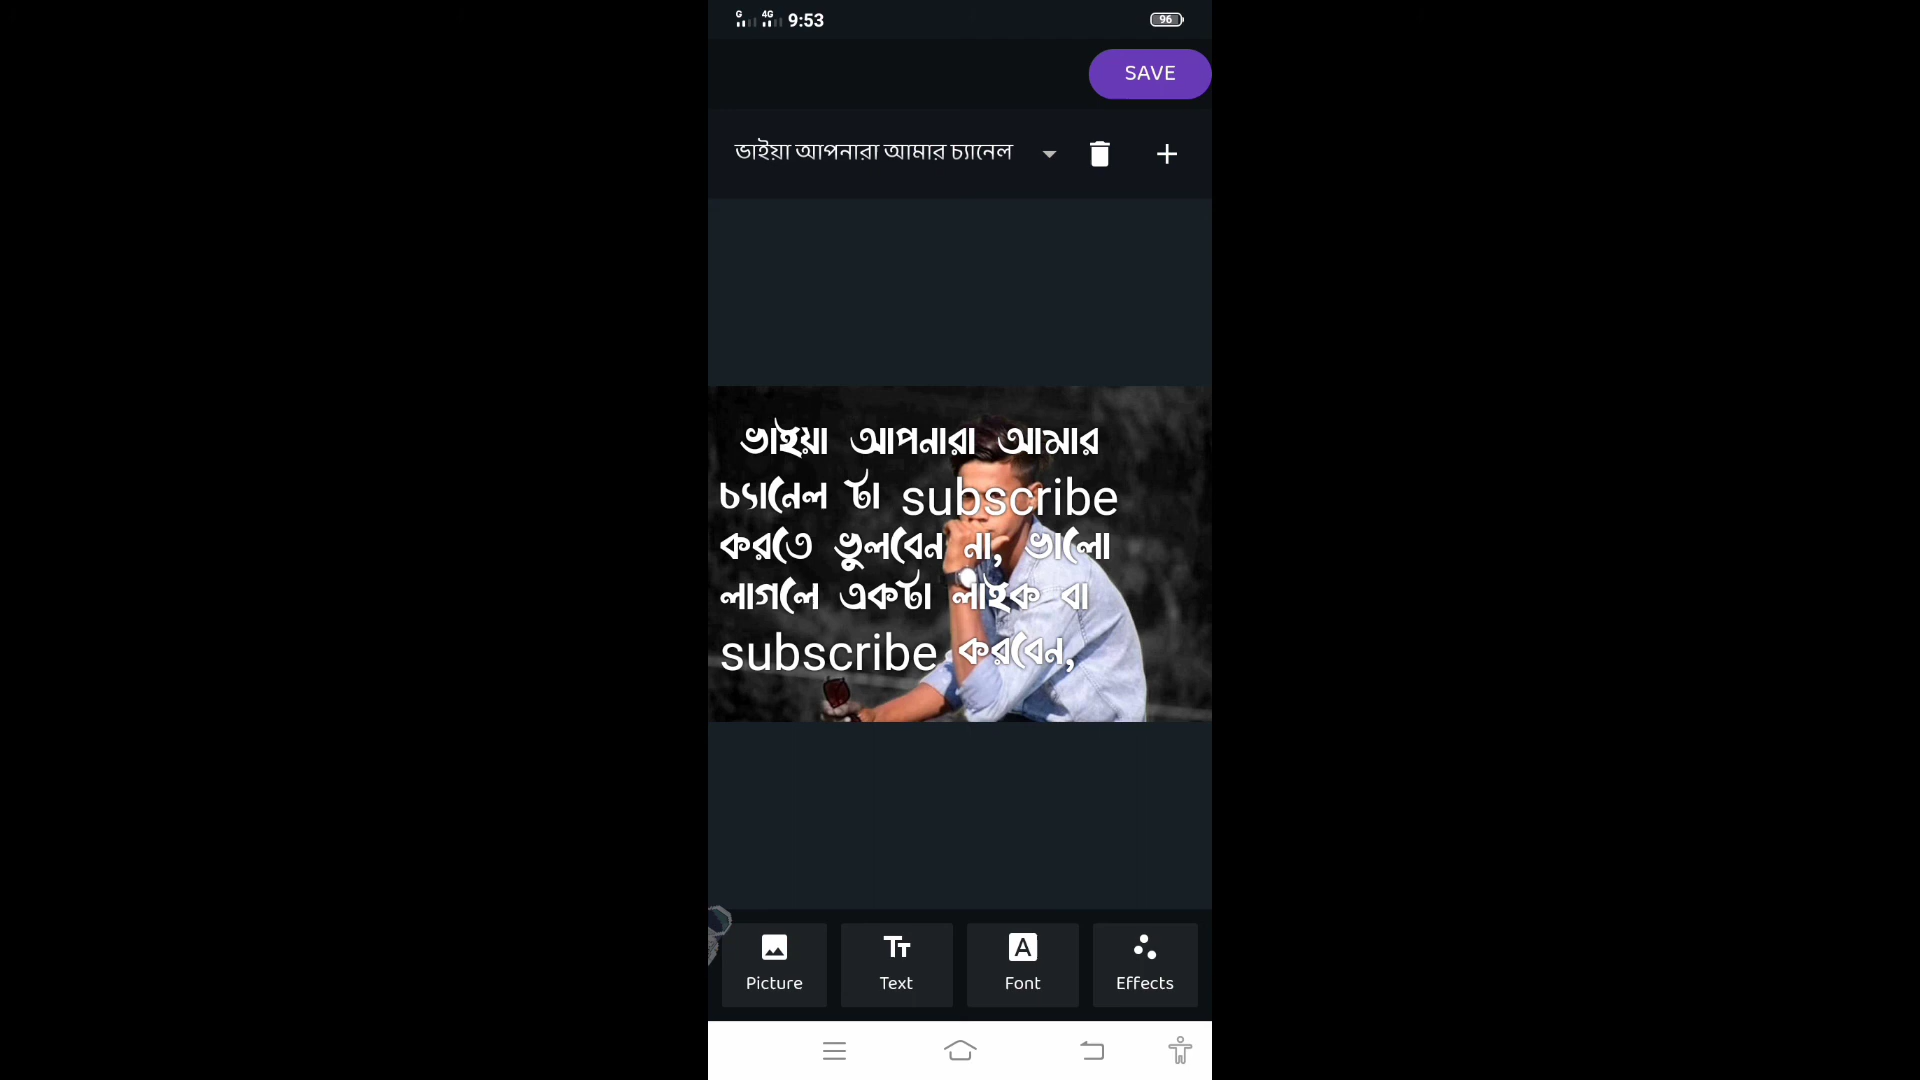 G 4G 9:53 96
SAVE
ভাইয়া আপনারা আমার চ্যানেল
ভাইয়া আপনারা আমার
চ্যানেল টা subscribe
করতে ভুলবেন না, ভালো
লাগলে একটা লাইক বা
subscribe করবেন,
Picture Text Font Effects